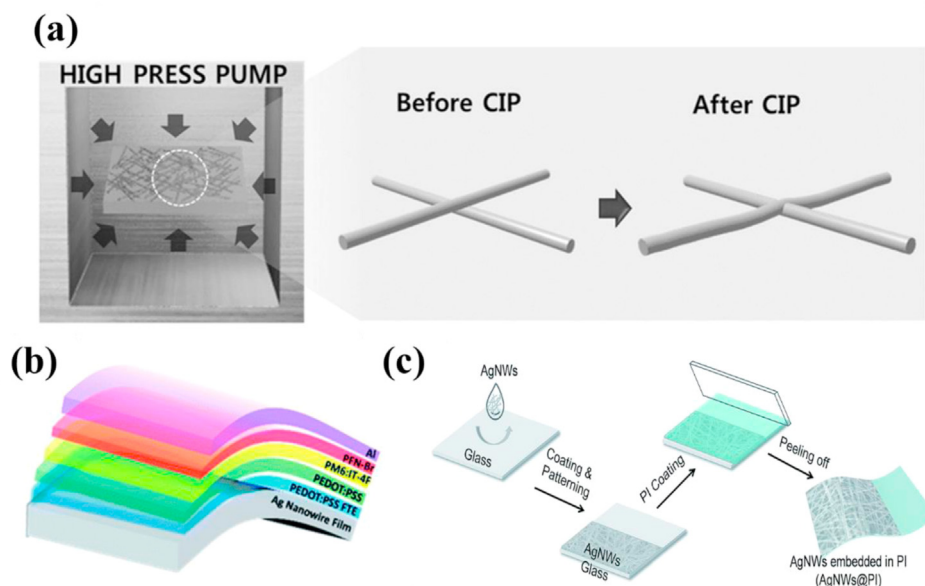 (a)
HIGH PRESS PUMP
Before CIP
After CIP
(b)
Al
PFN-Br
PM6:IT-4F
PEDOT:PSS
PEDOT:PSS FTE
Ag Nanowire Film
(c)
AgNWs
Glass
Coating &
Patterning
AgNWs
Glass
PI Coating
Peeling off
AgNWs embedded in PI
(AgNWs@PI)